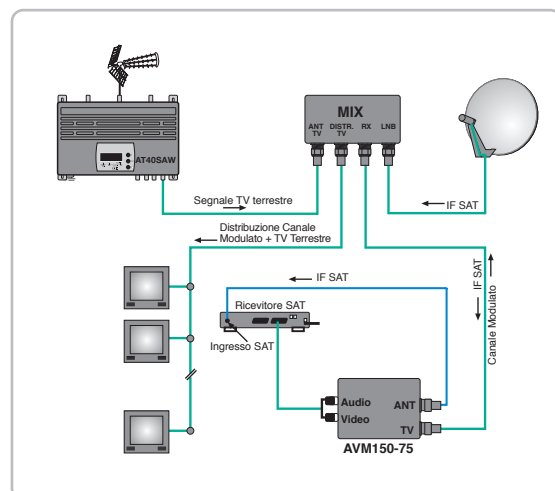 MIX
ANT
TV
DISTR.
TV
RX
LNB
AT40SAW
Segnale TV terrestre
IF SAT
Distribuzione Canale
Modulato + TV Terrestre
IF SAT
IF SAT
Canale Modulato
Ricevitore SAT
Ingresso SAT
Audio
Video
ANT
TV
AVM150-75